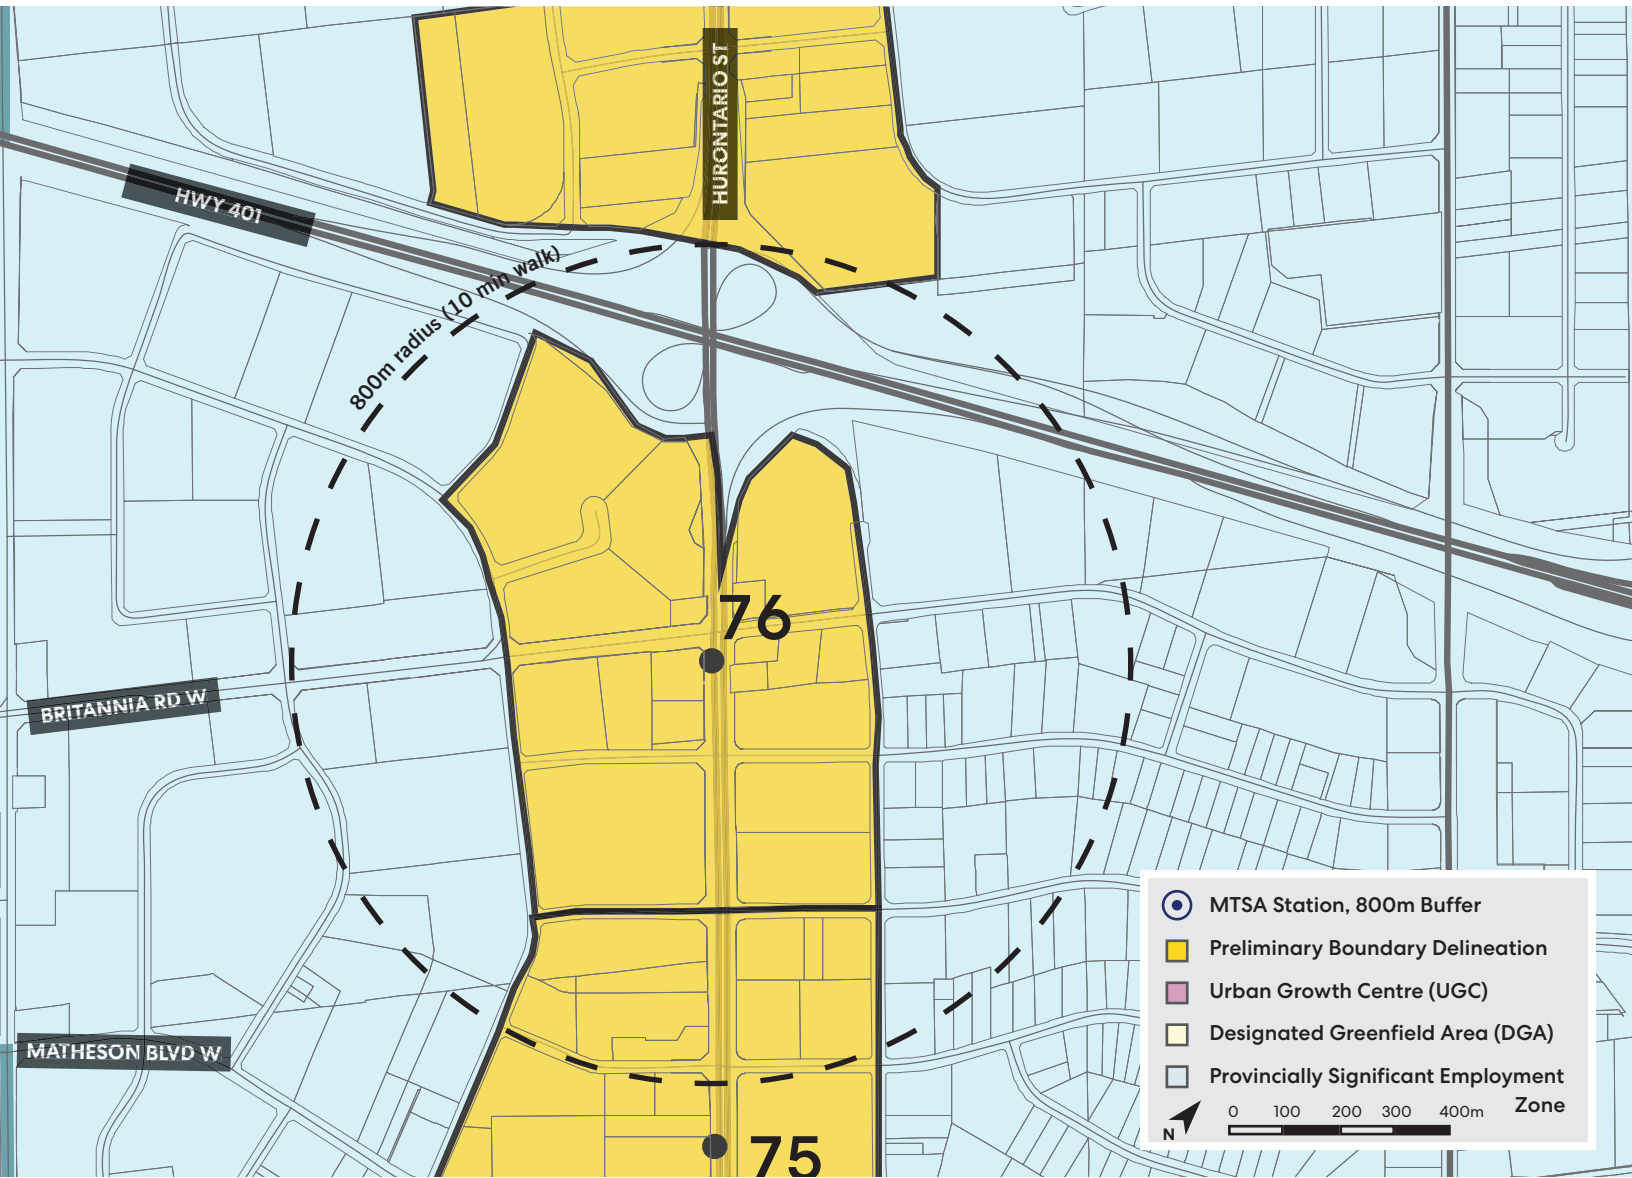 HURONTARIO ST
HWY 401
800m radius (10 min walk)
76
BRITANNIA RD W
MATHESON BLVD W
75
MTSA Station, 800m Buffer
Preliminary Boundary Delineation
Urban Growth Centre (UGC)
Designated Greenfield Area (DGA)
Provincially Significant Employment
Zone
0 100 200 300 400m
N